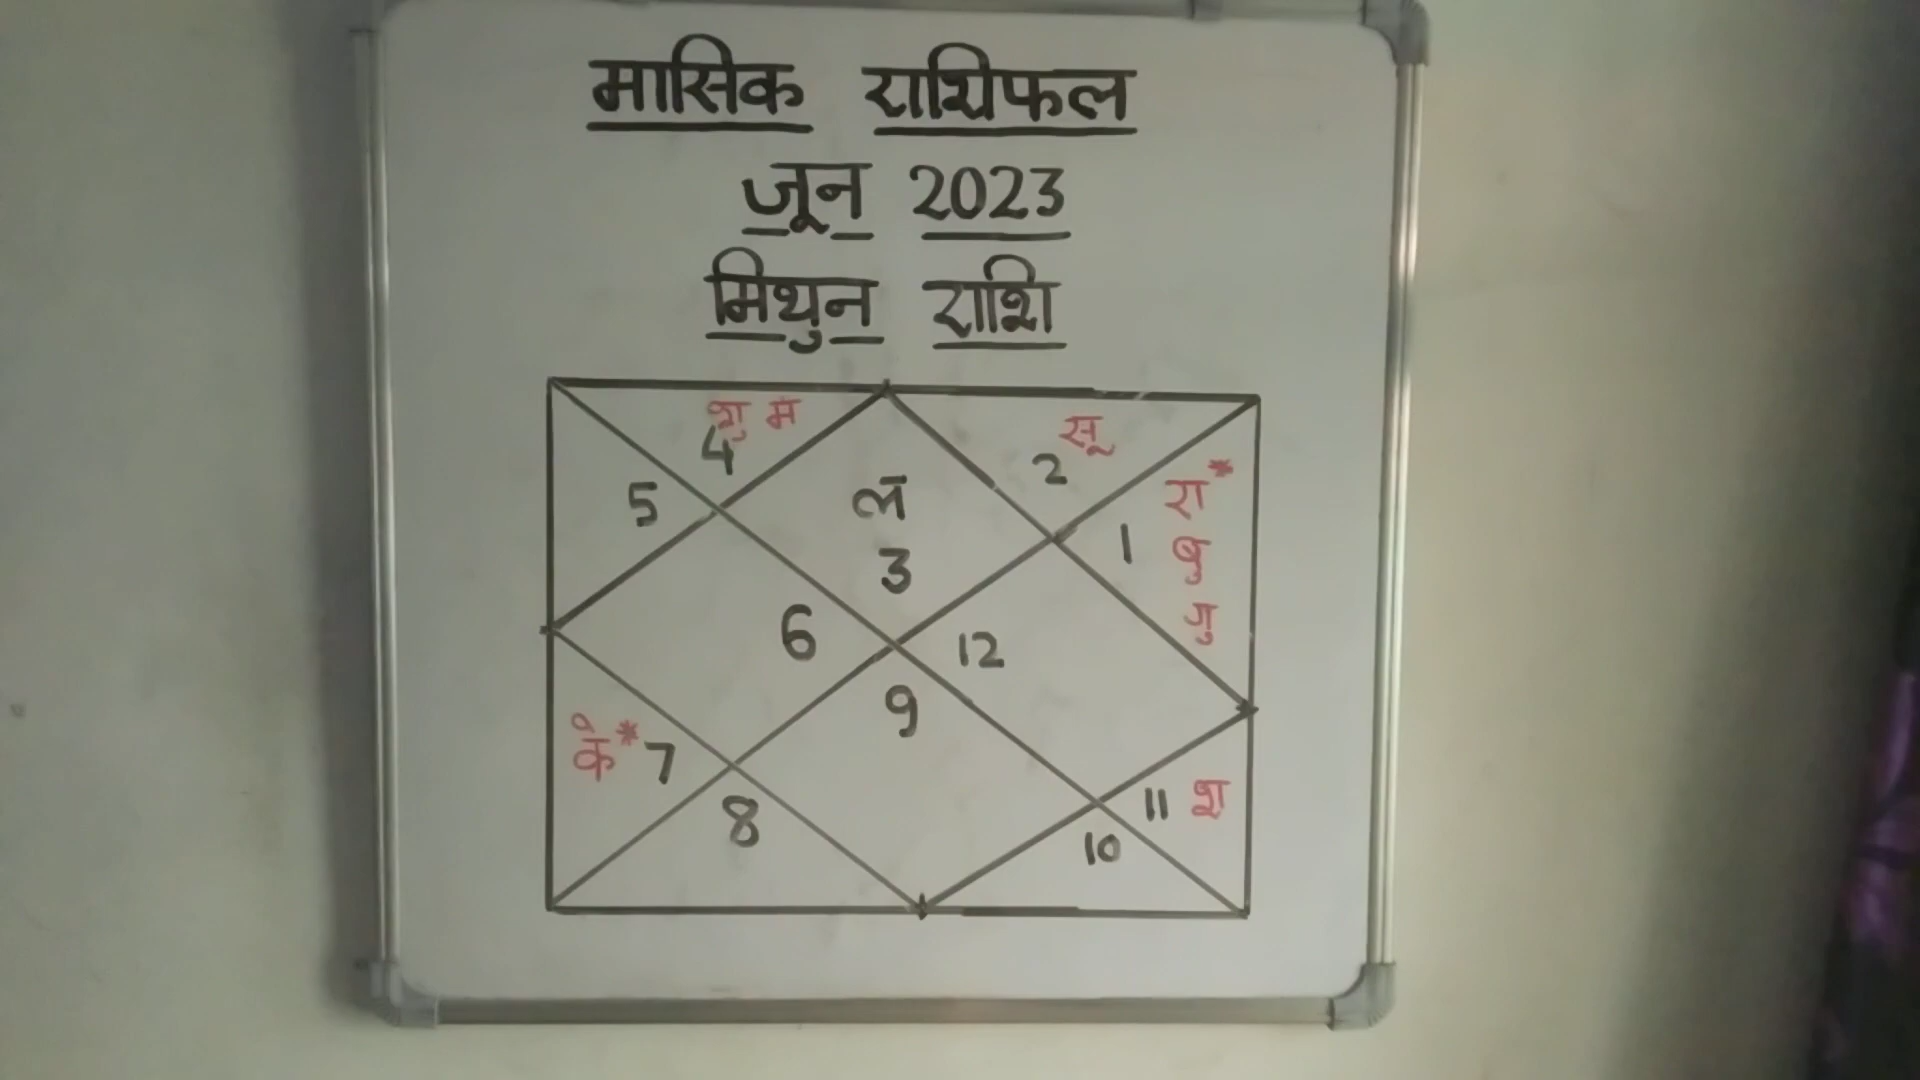 मासिक राशिफल
जून 2023
मिथुन राशि
शु मं
4
सू
2
5
लं
3
1
रा*
बु
गु
6
12
9
के* 7
8
11 श
10